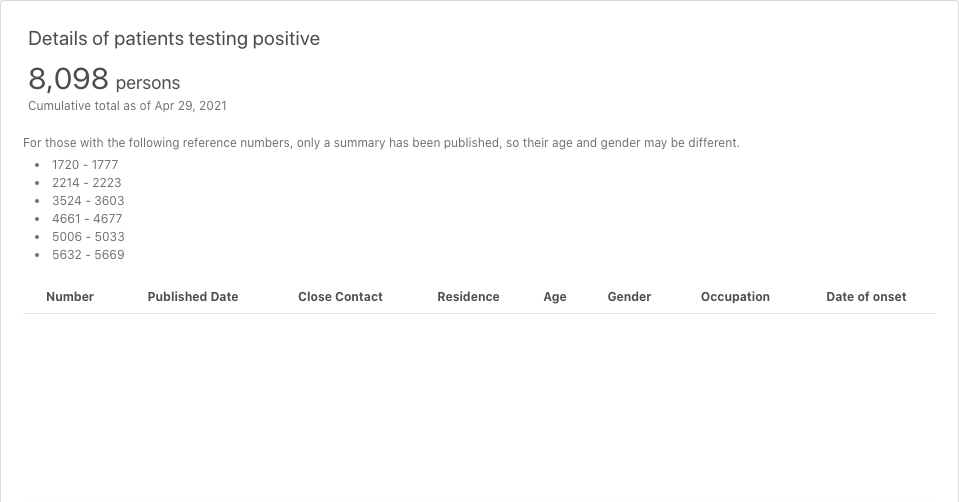 Details of patients testing positive
8,098 persons
Cumulative total as of Apr 29, 2021
For those with the following reference numbers, only a summary has been published, so their age and gender may be different.
• 1720 - 1777
• 2214 - 2223
• 3524 - 3603
• 4661 - 4677
• 5006 - 5033
• 5632 - 5669
Number Published Date Close Contact Residence Age Gender Occupation Date of onset